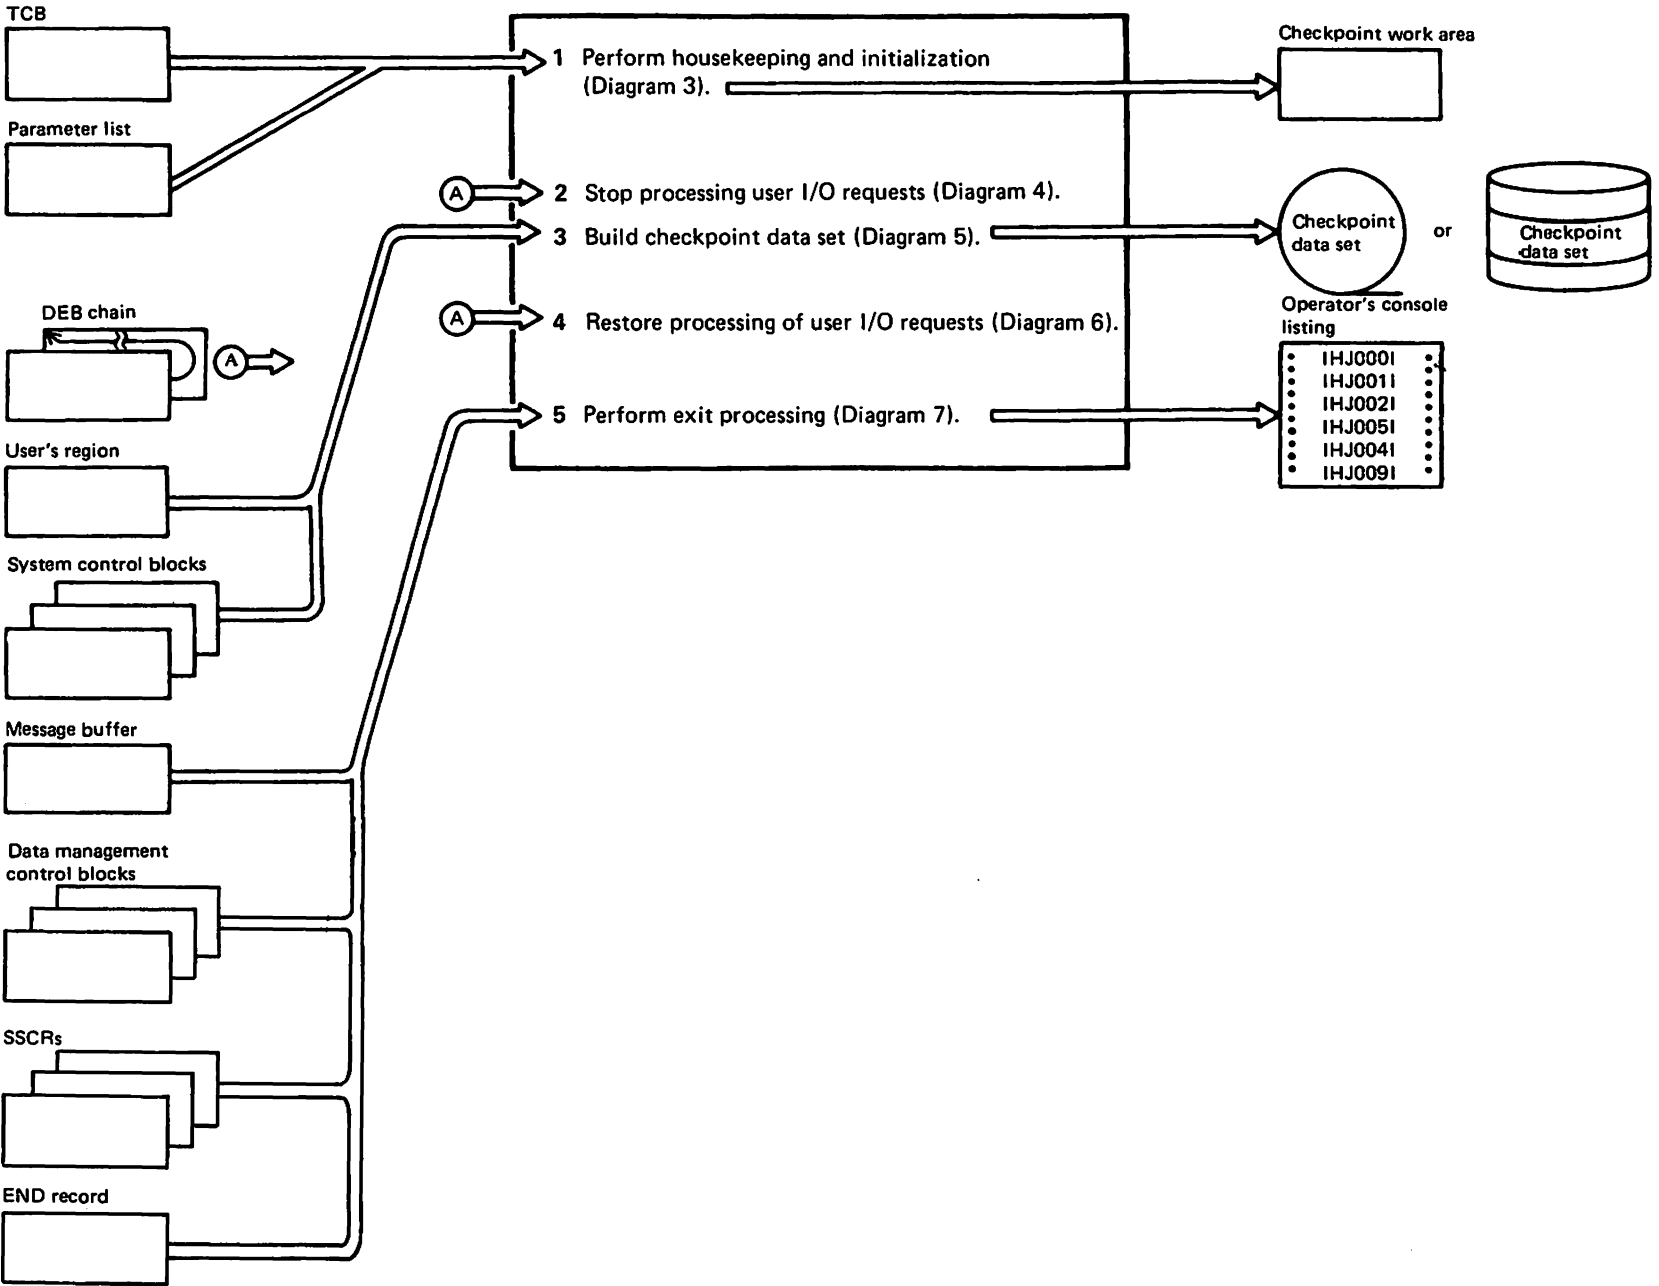 TCB
Parameter list
DEB chain
A
User's region
System control blocks
Message buffer
Data management
control blocks
SSCRs
END record
1 Perform housekeeping and initialization
(Diagram 3).
A
2 Stop processing user I/O requests (Diagram 4).
3 Build checkpoint data set (Diagram 5).
A
4 Restore processing of user I/O requests (Diagram 6).
5 Perform exit processing (Diagram 7).
Checkpoint work area
Checkpoint
data set
or
Checkpoint
data set
Operator's console
listing
IHJ000I
IHJ001I
IHJ002I
IHJ005I
IHJ004I
IHJ009I